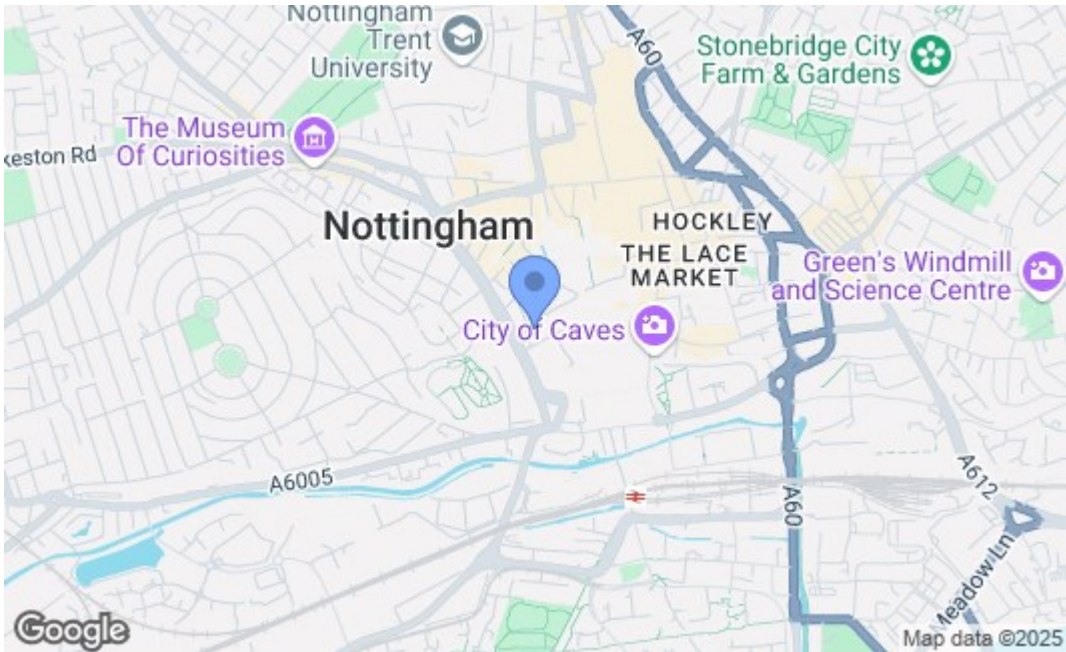 Nottingham
Trent
University
A60
Stonebridge City
Farm & Gardens
The Museum
Of Curiosities
keston Rd
Nottingham
HOCKLEY
THE LACE
MARKET
Green's Windmill
and Science Centre
City of Caves
A6005
A60
A612
Meadow Ln
Google
Map data ©2025